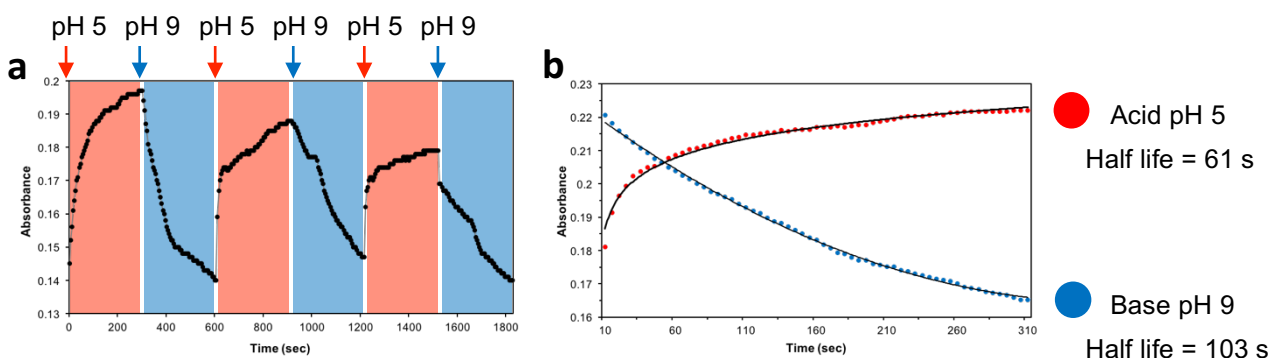 pH 5 pH 9 pH 5 pH 9 pH 5 pH 9
a
0.2
0.19
0.18
0.17
0.16
0.15
0.14
0.13
Absorbance
0 200 400 600 800 1000 1200 1400 1600 1800
Time (sec)
b
0.23
0.22
0.21
0.2
0.19
0.18
0.17
0.16
Absorbance
10 60 110 160 210 260 310
Time (sec)
Acid pH 5
Half life = 61 s
Base pH 9
Half life = 103 s